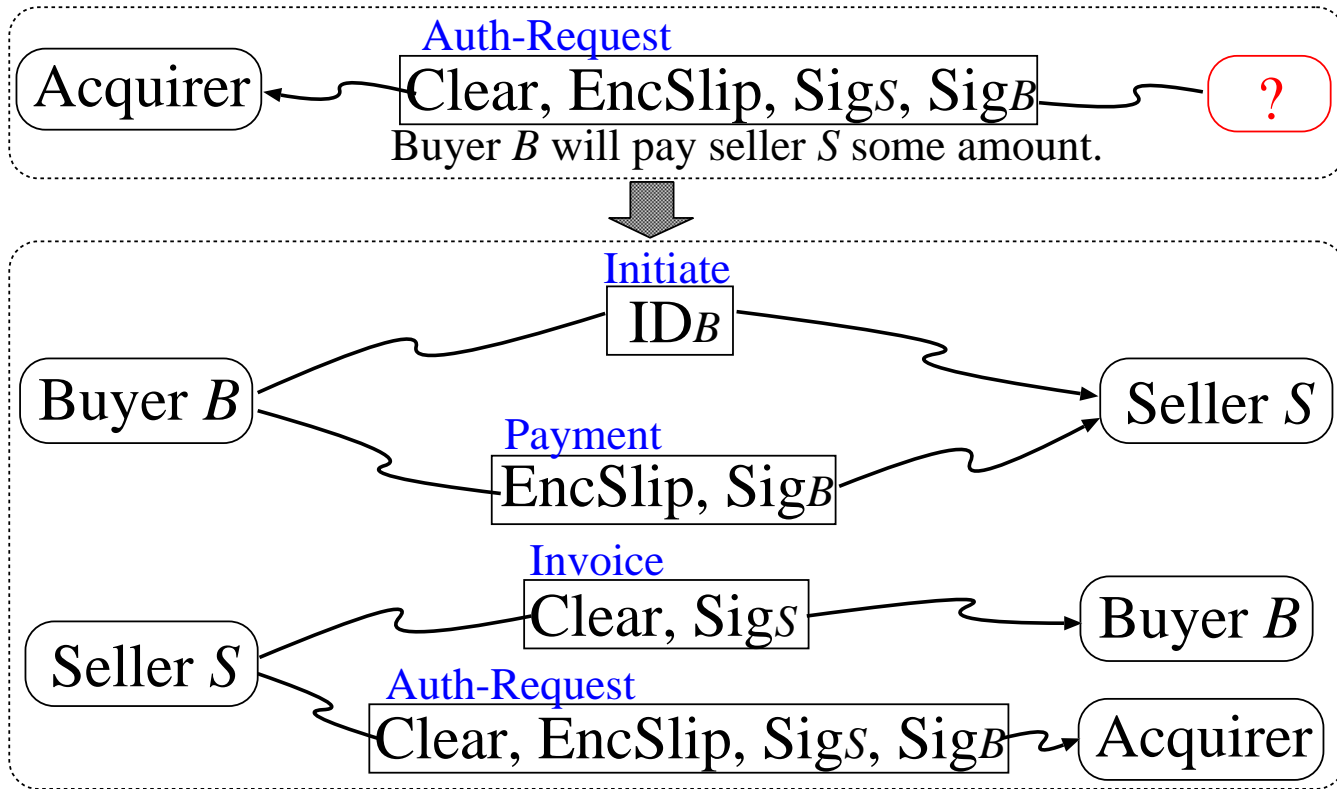 Auth-Request
Acquirer
Clear, EncSlip, SigS, SigB
?
Buyer B will pay seller S some amount.
Initiate
IDB
Buyer B
Seller S
Payment
EncSlip, SigB
Invoice
Clear, SigS
Buyer B
Seller S
Auth-Request
Clear, EncSlip, SigS, SigB
Acquirer